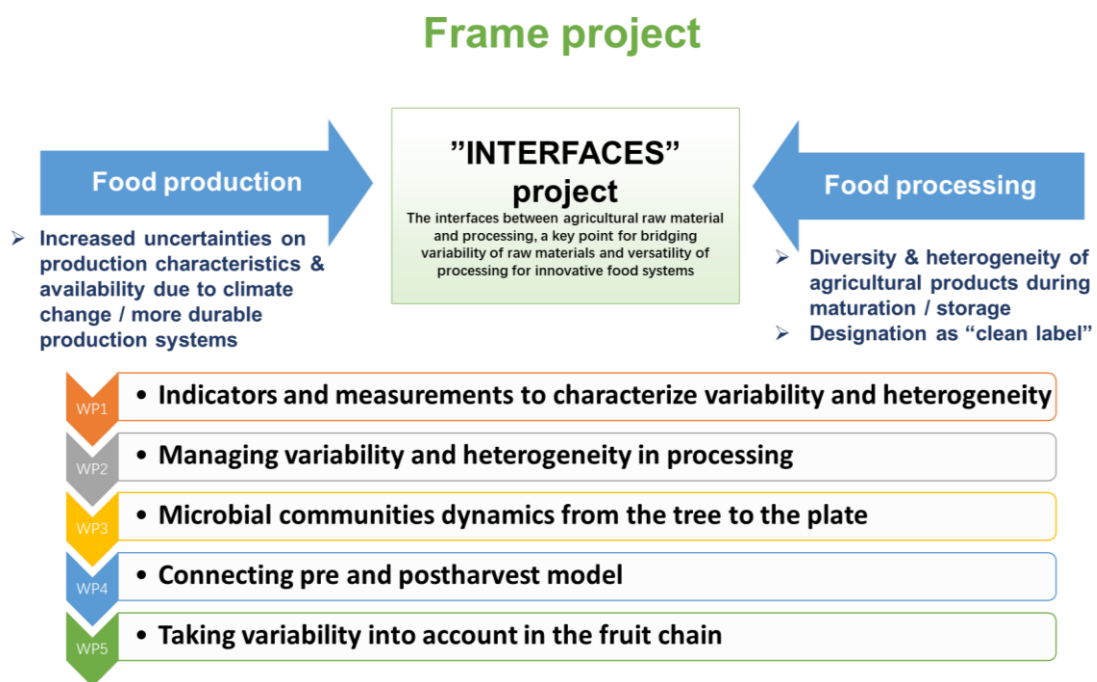 Frame project
Food production
”INTERFACES”
project
The interfaces between agricultural raw material
and processing, a key point for bridging
variability of raw materials and versatility of
processing for innovative food systems
Food processing
➢ Increased uncertainties on
production characteristics &
availability due to climate
change / more durable
production systems
➢ Diversity & heterogeneity of
agricultural products during
maturation / storage
➢ Designation as “clean label”
WP1
• Indicators and measurements to characterize variability and heterogeneity
WP2
• Managing variability and heterogeneity in processing
WP3
• Microbial communities dynamics from the tree to the plate
WP4
• Connecting pre and postharvest model
WP5
• Taking variability into account in the fruit chain